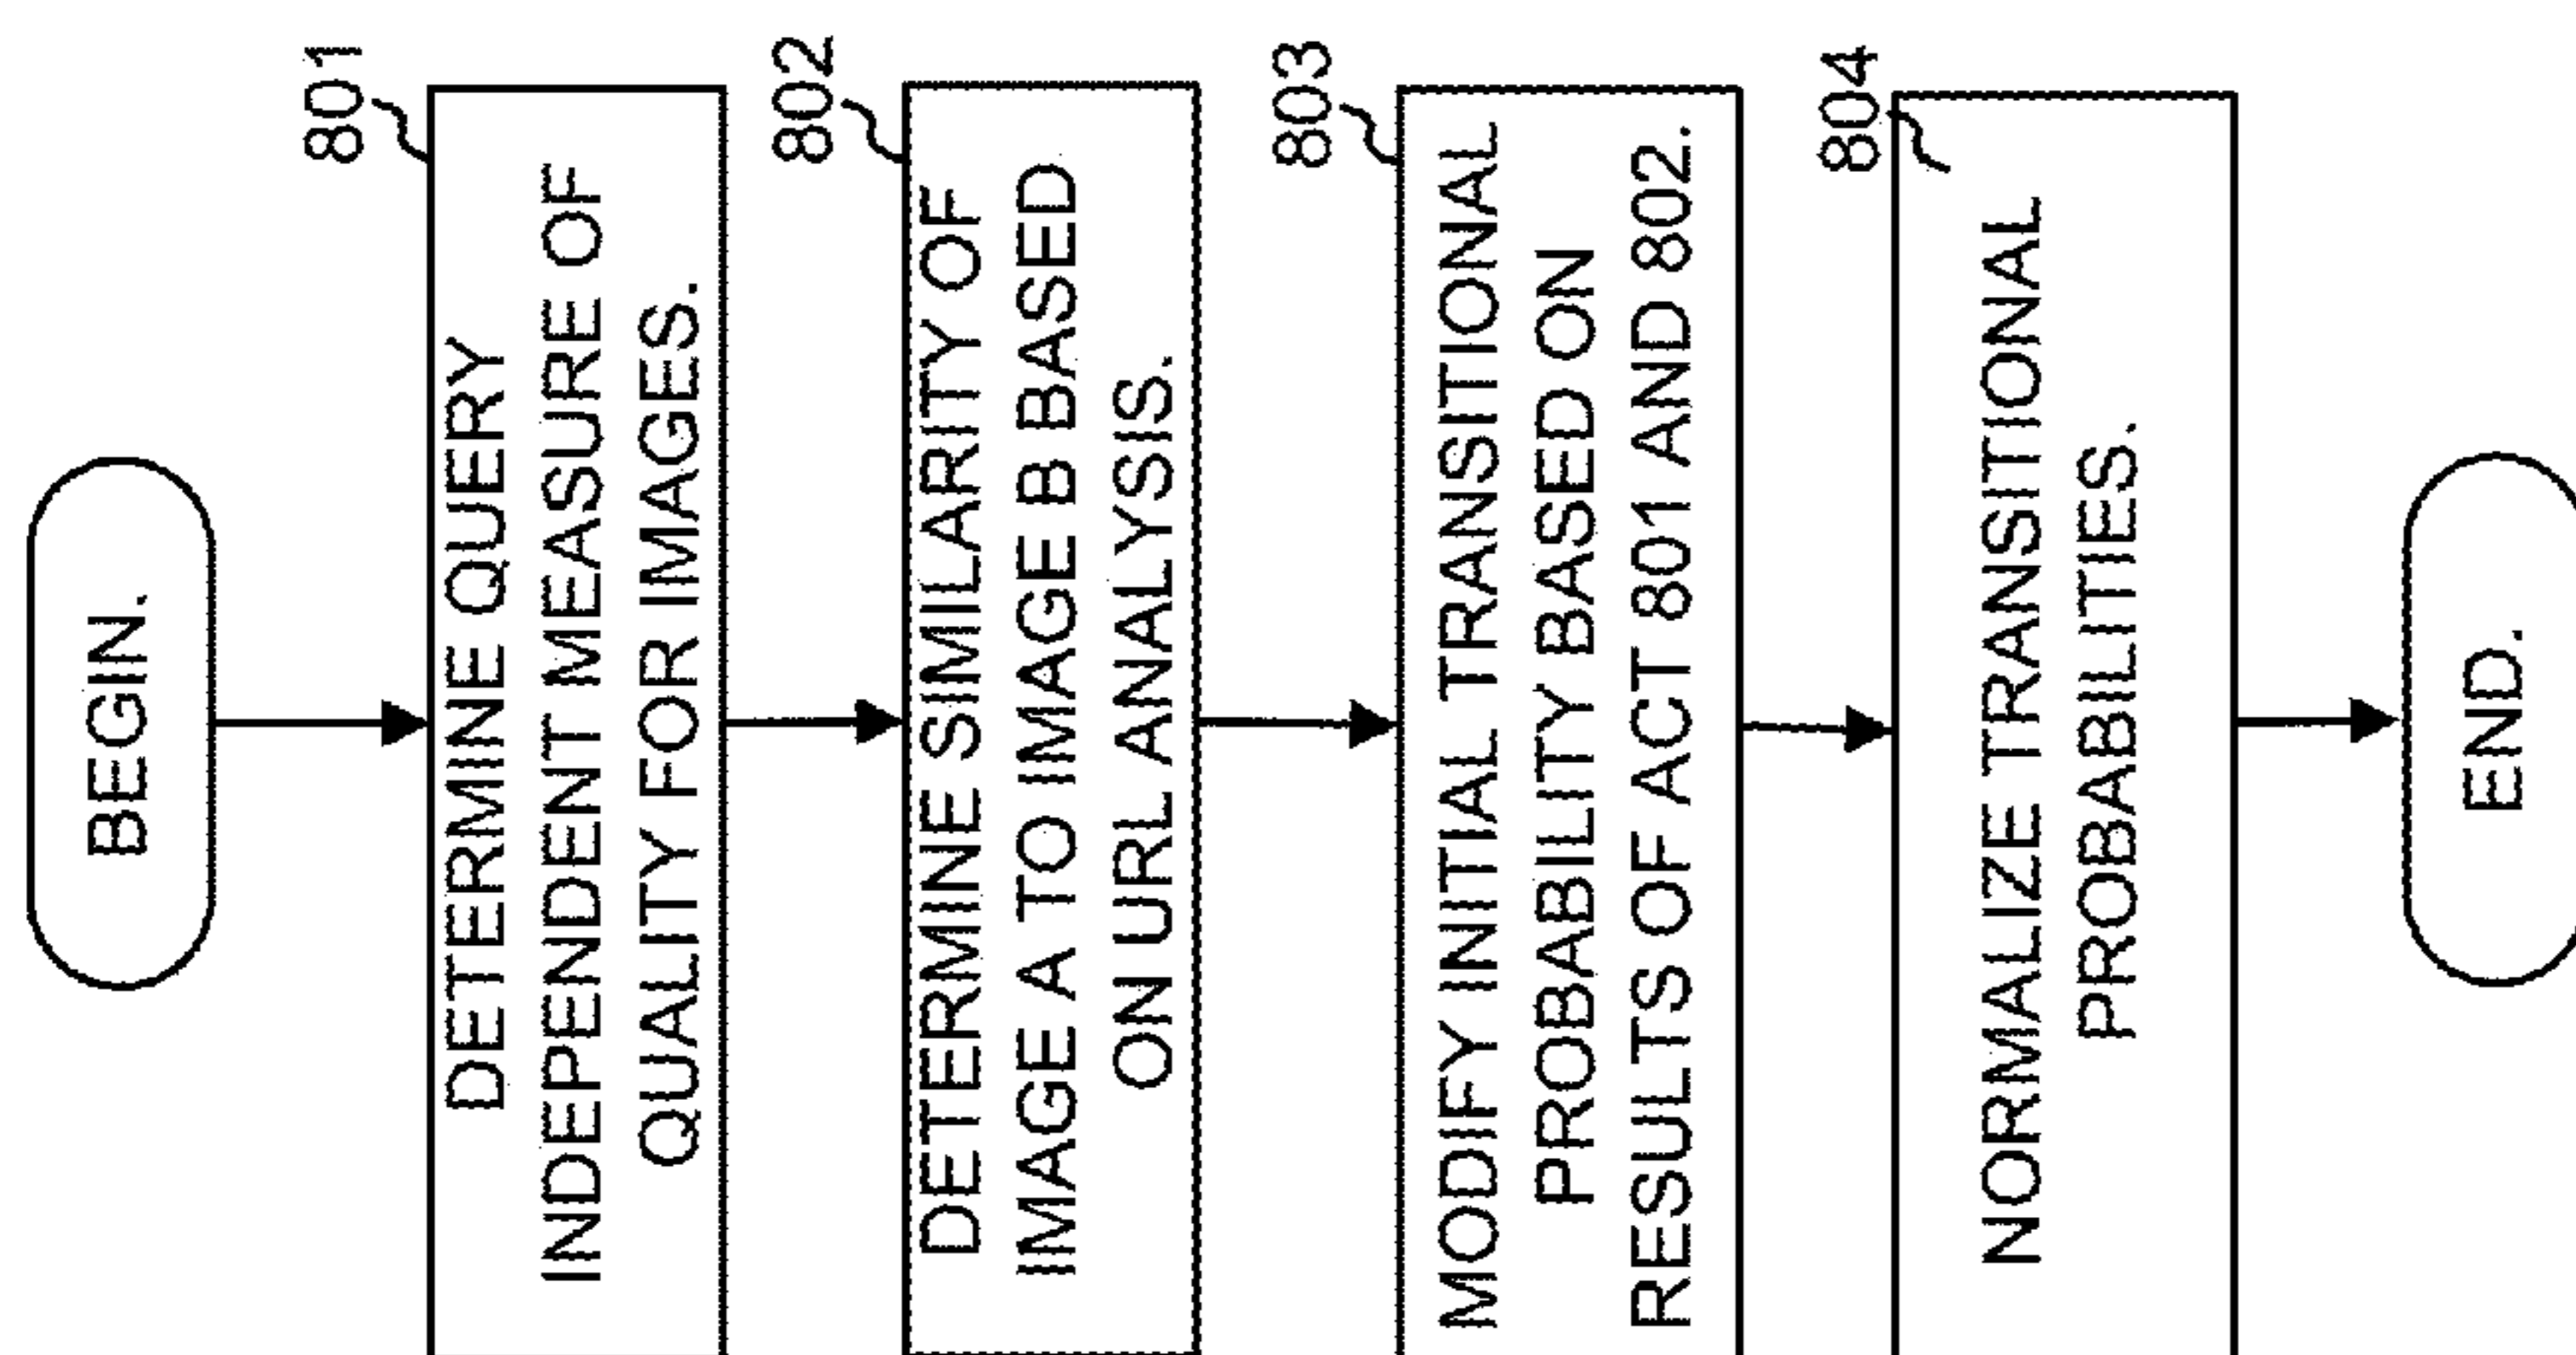 BEGIN.
801
DETERMINE QUERY
INDEPENDENT MEASURE OF
QUALITY FOR IMAGES.
802
DETERMINE SIMILARITY OF
IMAGE A TO IMAGE B BASED
ON URL ANALYSIS.
803
MODIFY INITIAL TRANSITIONAL
PROBABILITY BASED ON
RESULTS OF ACT 801 AND 802.
804
NORMALIZE TRANSITIONAL
PROBABILITIES.
END.